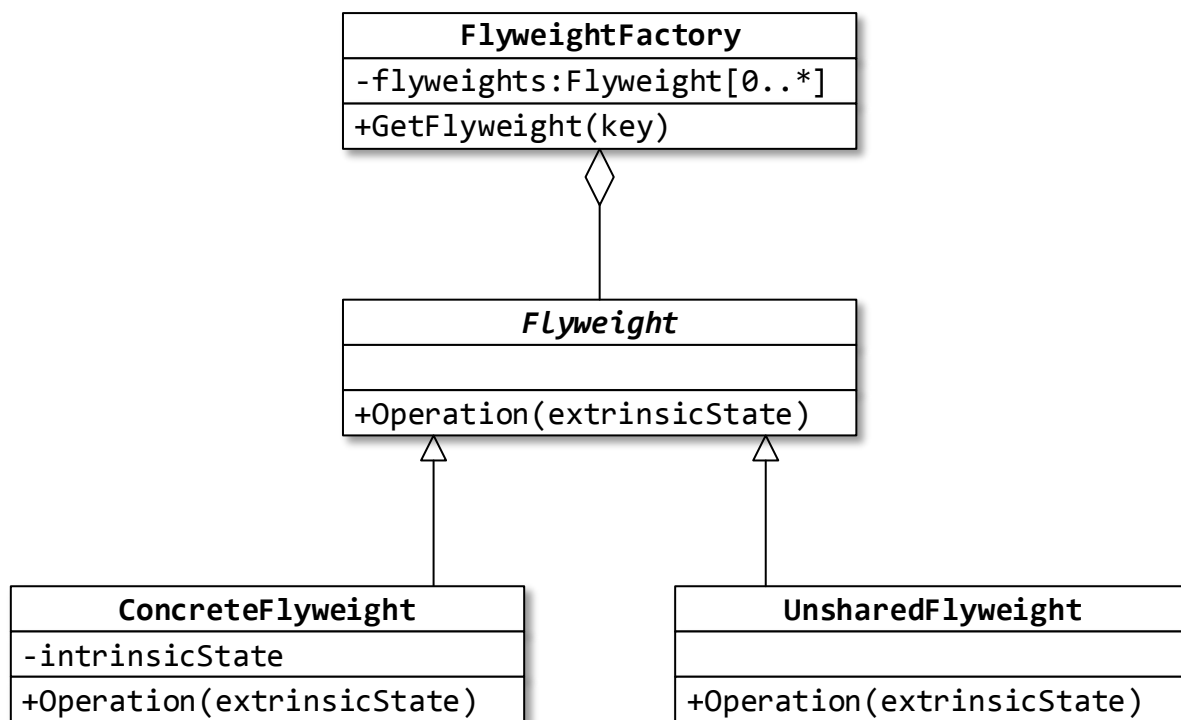 FlyweightFactory
-flyweights:Flyweight[0..*]
+GetFlyweight(key)
Flyweight
+Operation(extrinsicState)
ConcreteFlyweight
-intrinsicState
+Operation(extrinsicState)
UnsharedFlyweight
+Operation(extrinsicState)